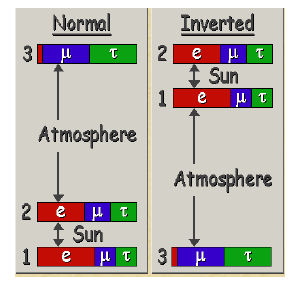 Normal
3 μ τ
Atmosphere
2 e μ τ
Sun
1 e μ τ
Inverted
2 e μ τ
Sun
1 e μ τ
Atmosphere
3 μ τ